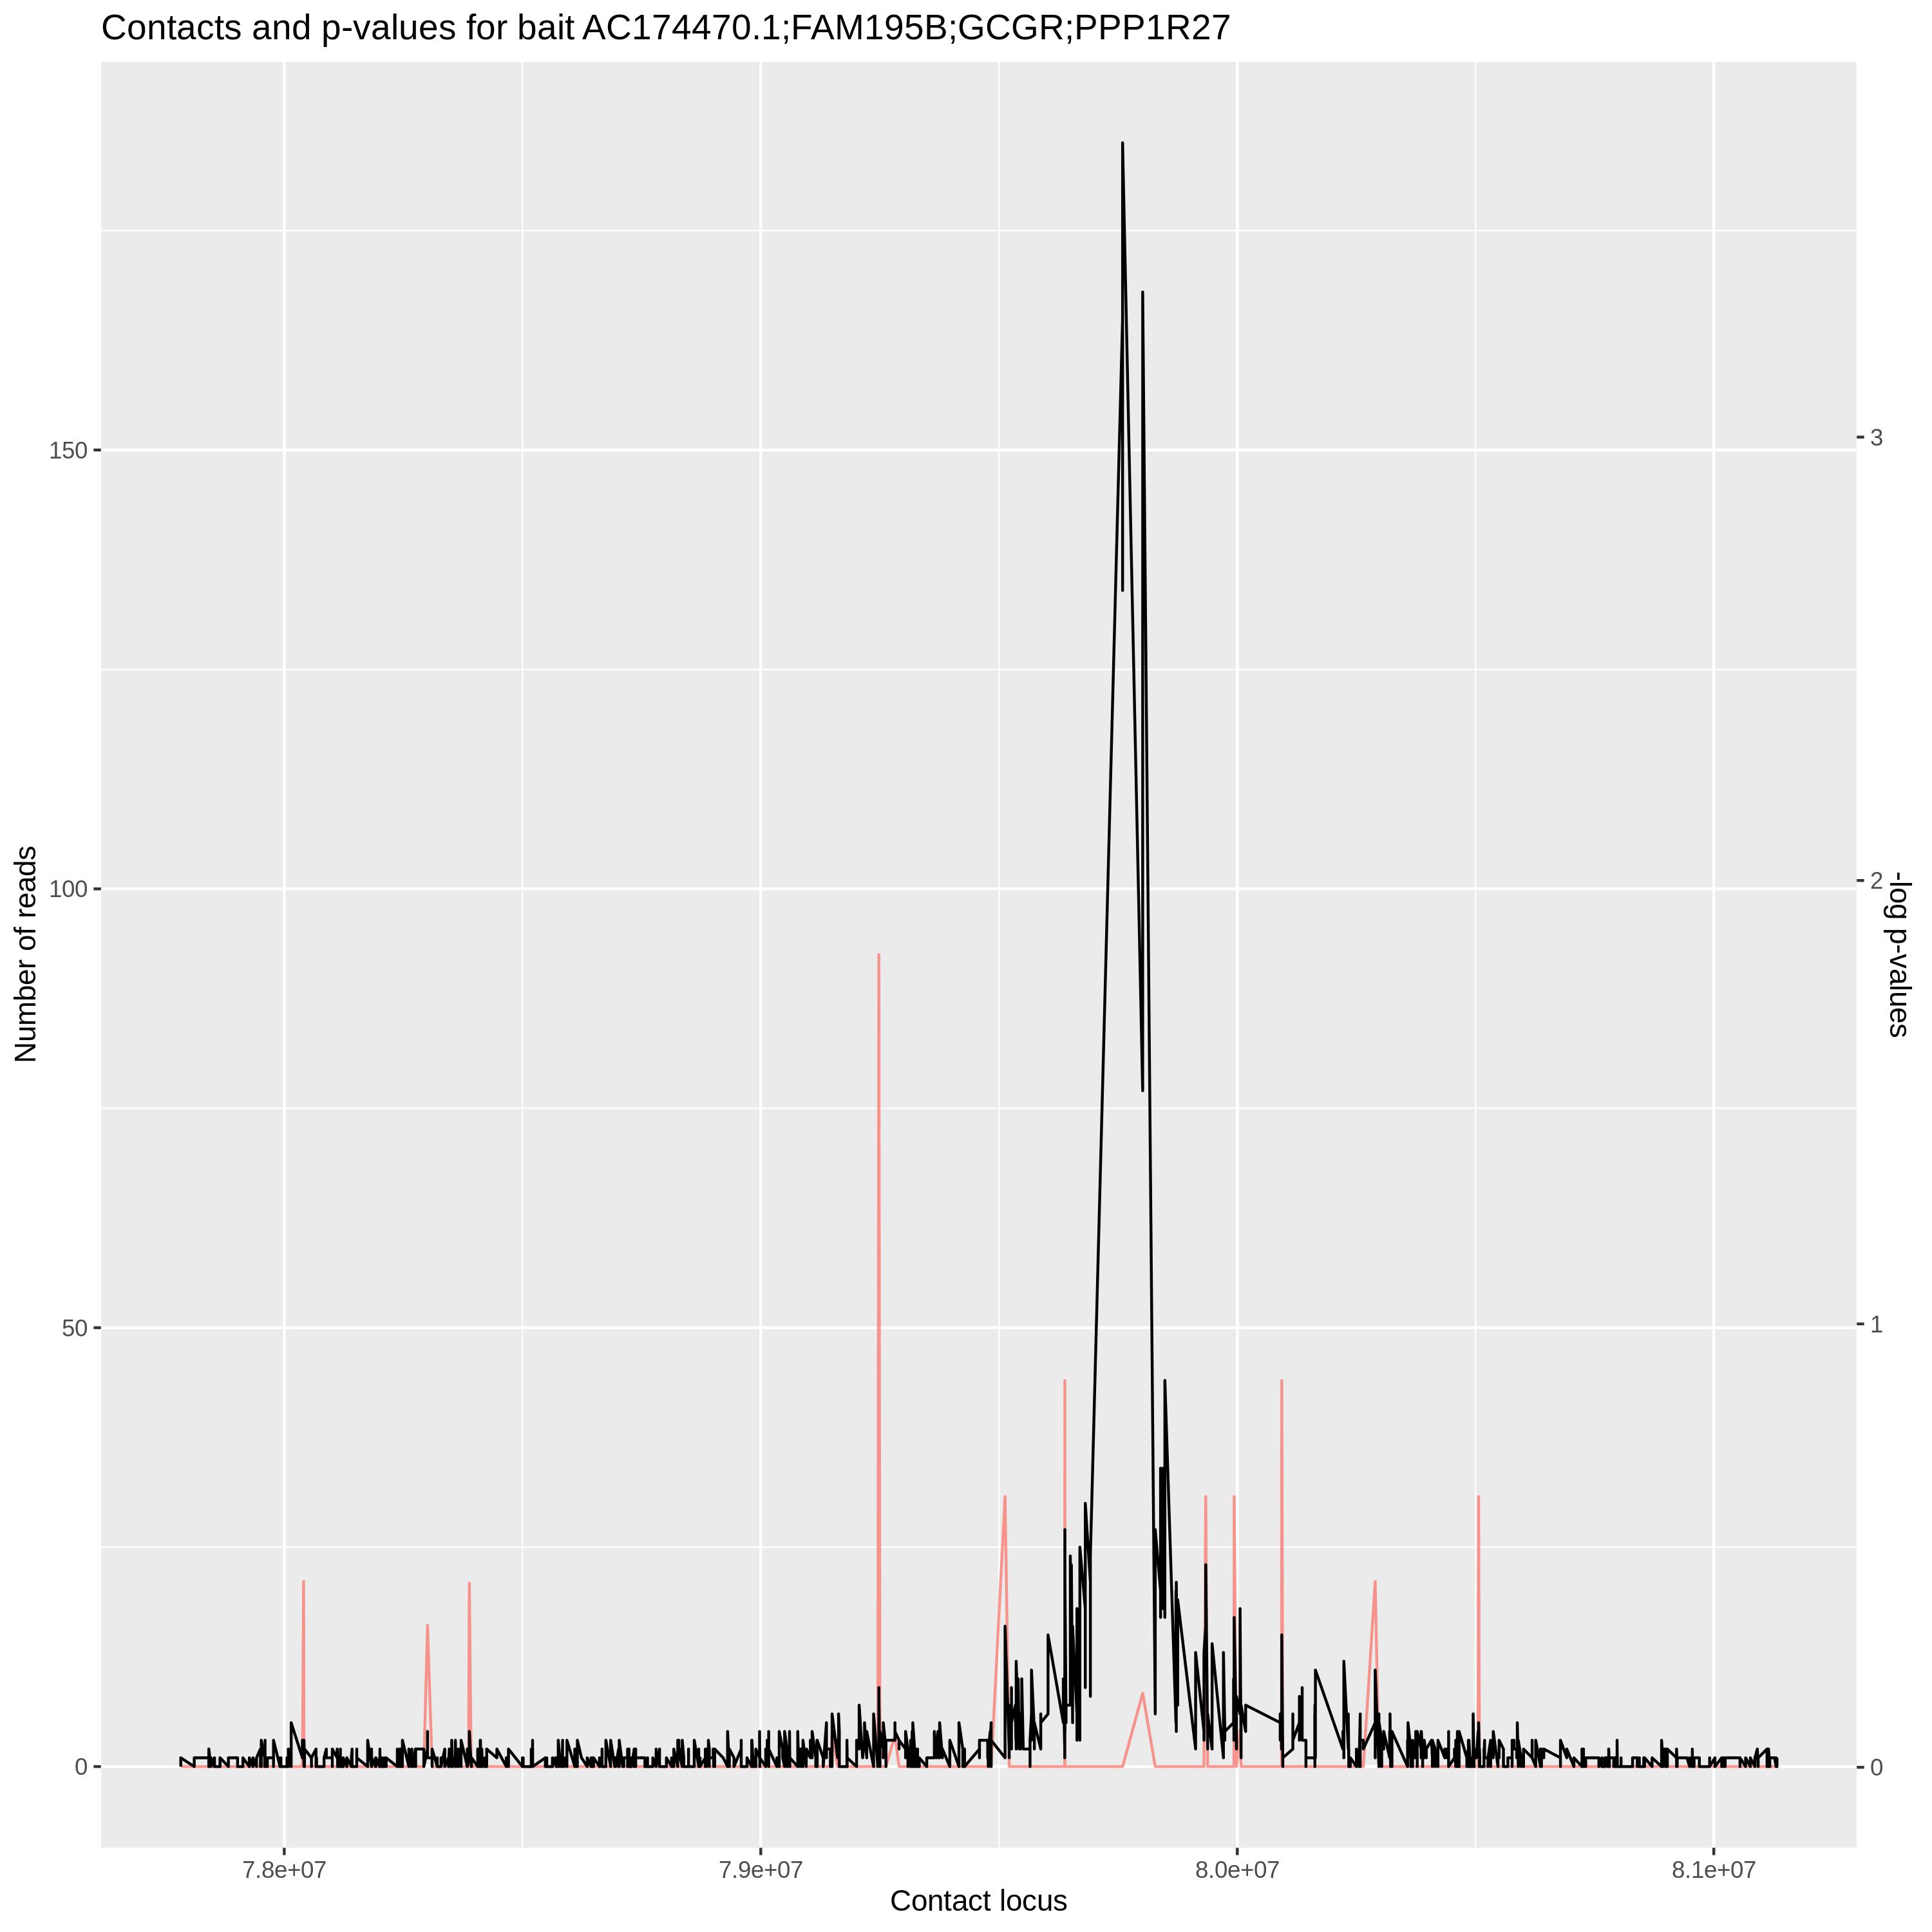 Contacts and p-values for bait AC174470.1;FAM195B;GCGR;PPP1R27
150
100
50
0
Number of reads
3
2
1
0
-log p-values
7.8e+07
7.9e+07
8.0e+07
8.1e+07
Contact locus